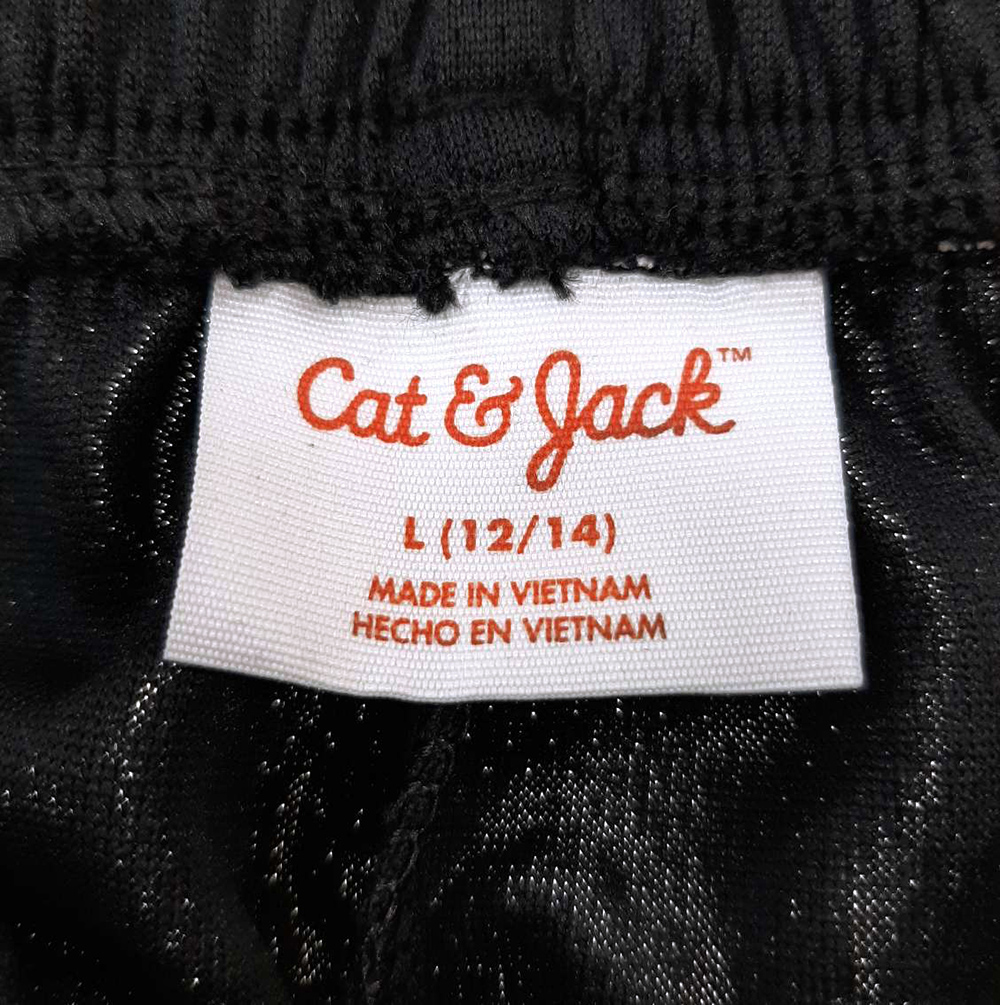 Cat & Jack™
L (12/14)
MADE IN VIETNAM
HECHO EN VIETNAM